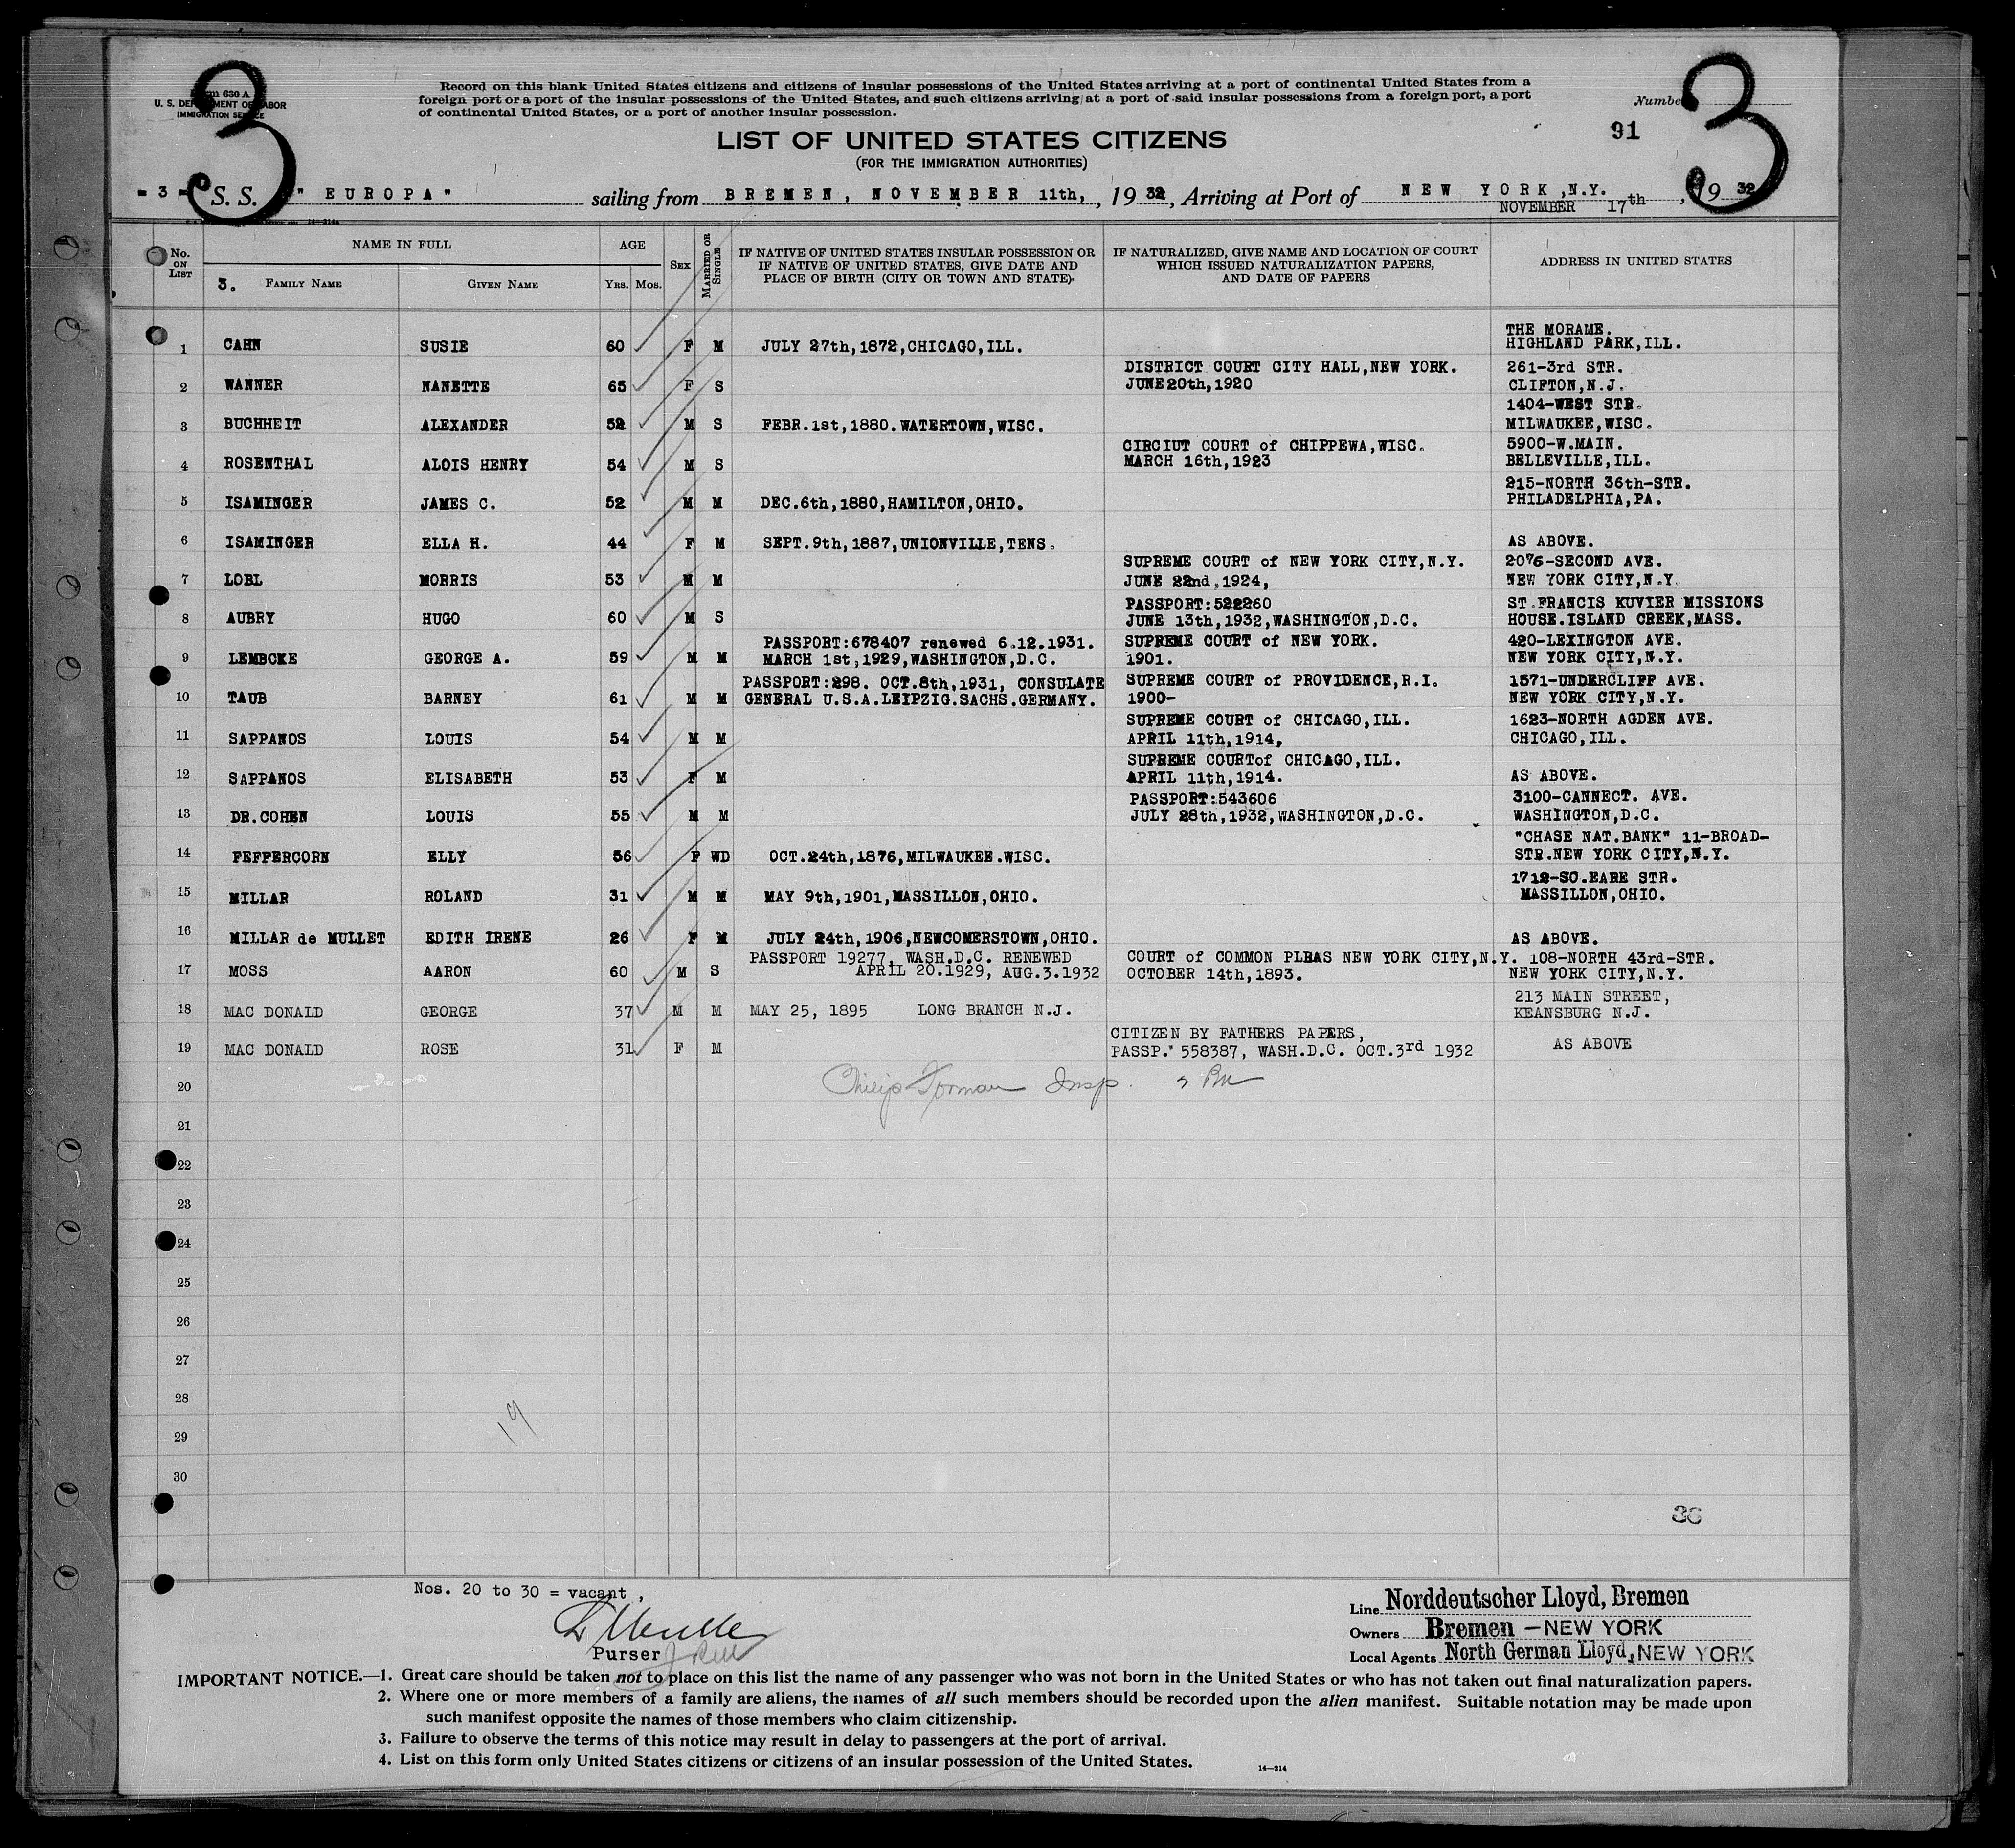 3
3
Form 630 A
U. S. DEPARTMENT OF LABOR
IMMIGRATION SERVICE
Record on this blank United States citizens and citizens of insular possessions of the United States arriving at a port of continental United States from a
foreign port or a port of the insular possessions of the United States, and such citizens arriving at a port of said insular possessions from a foreign port, a port
of continental United States, or a port of another insular possession.
Number
91
LIST OF UNITED STATES CITIZENS
(FOR THE IMMIGRATION AUTHORITIES)
- 3 - S. S. "EUROPA" sailing from BREMEN, NOVEMBER 11th, , 19 32, Arriving at Port of NEW YORK, N.Y. NOVEMBER 17th , 19 32
14—214a
No. ON LIST
NAME IN FULL
3. FAMILY NAME
GIVEN NAME
AGE
YRS. MOS.
SEX
MARRIED OR SINGLE
IF NATIVE OF UNITED STATES INSULAR POSSESSION OR
IF NATIVE OF UNITED STATES, GIVE DATE AND
PLACE OF BIRTH (CITY OR TOWN AND STATE)
IF NATURALIZED, GIVE NAME AND LOCATION OF COURT
WHICH ISSUED NATURALIZATION PAPERS,
AND DATE OF PAPERS
ADDRESS IN UNITED STATES
THE MORAME.
1 CAHN SUSIE 60 F M JULY 27th,1872,CHICAGO,ILL. HIGHLAND PARK,ILL.
DISTRICT COURT CITY HALL,NEW YORK. 261-3rd STR.
2 WANNER NANETTE 65 F S JUNE 20th,1920 CLIFTON,N.J.
1404-WEST STR.
3 BUCHHEIT ALEXANDER 52 M S FEBR.1st,1880.WATERTOWN,WISC. MILWAUKEE,WISC.
CIRCIUT COURT of CHIPPEWA,WISC. 5900-W.MAIN.
4 ROSENTHAL ALOIS HENRY 54 M S MARCH 16th,1923 BELLEVILLE,ILL.
215-NORTH 36th-STR.
5 ISAMINGER JAMES C. 52 M M DEC.6th,1880,HAMILTON,OHIO. PHILADELPHIA,PA.
6 ISAMINGER ELLA H. 44 F M SEPT.9th,1887,UNIONVILLE,TENS. AS ABOVE.
SUPREME COURT of NEW YORK CITY,N.Y. 2076-SECOND AVE.
7 LOBL MORRIS 53 M M JUNE 22nd,1924, NEW YORK CITY,N.Y.
PASSPORT:522260 ST.FRANCIS KUVIER MISSIONS
8 AUBRY HUGO 60 M S JUNE 13th,1932,WASHINGTON,D.C. HOUSE.ISLAND CREEK,MASS.
PASSPORT:678407 renewed 6.12.1931. SUPREME COURT of NEW YORK. 420-LEXINGTON AVE.
9 LEMBCKE GEORGE A. 59 M M MARCH 1st,1929,WASHINGTON,D.C. 1901. NEW YORK CITY,N.Y.
PASSPORT:298. OCT.8th,1931, CONSULATE SUPREME COURT of PROVIDENCE,R.I. 1571-UNDERCLIFF AVE.
10 TAUB BARNEY 61 M M GENERAL U.S.A.LEIPZIG.SACHS.GERMANY. 1900- NEW YORK CITY,N.Y.
SUPREME COURT of CHICAGO,ILL. 1623-NORTH AGDEN AVE.
11 SAPPANOS LOUIS 54 M M APRIL 11th,1914, CHICAGO,ILL.
SUPREME COURTof CHICAGO,ILL.
12 SAPPANOS ELISABETH 53 F M APRIL 11th,1914. AS ABOVE.
PASSPORT:543606 3100-CANNECT. AVE.
13 DR.COHEN LOUIS 55 M M JULY 28th,1932,WASHINGTON,D.C. WASHINGTON,D.C.
"CHASE NAT.BANK" 11-BROAD-
14 FEFFERCORN ELLY 56 F WD OCT.24th,1876,MILWAUKEE.WISC. STR.NEW YORK CITY,N.Y.
1712-SO.EARE STR.
15 MILLAR ROLAND 31 M M MAY 9th,1901,MASSILLON,OHIO. MASSILLON,OHIO.
16 MILLAR de MULLET EDITH IRENE 26 F M JULY 24th,1906,NEWCOMERSTOWN,OHIO. AS ABOVE.
PASSPORT 19277, WASH.D.C. RENEWED COURT of COMMON PLEAS NEW YORK CITY,N.Y. 108-NORTH 43rd-STR.
17 MOSS AARON 60 M S APRIL 20.1929, AUG.3.1932 OCTOBER 14th,1893. NEW YORK CITY,N.Y.
213 MAIN STREET,
18 MAC DONALD GEORGE 37 M M MAY 25, 1895 LONG BRANCH N.J. KEANSBURG N.J.
CITIZEN BY FATHERS PAPERS,
19 MAC DONALD ROSE 31 F M PASSP. 558387, WASH.D.C. OCT.3rd 1932 AS ABOVE
20 Philip Forman Insp.
21
22
23
24
25
26
27
28
29
30
19
36
Nos. 20 to 30 = vacant
Purser
Line Norddeutscher Lloyd, Bremen
Owners Bremen - NEW YORK
Local Agents North German Lloyd, NEW YORK
IMPORTANT NOTICE.—1. Great care should be taken not to place on this list the name of any passenger who was not born in the United States or who has not taken out final naturalization papers.
2. Where one or more members of a family are aliens, the names of all such members should be recorded upon the alien manifest. Suitable notation may be made upon
such manifest opposite the names of those members who claim citizenship.
3. Failure to observe the terms of this notice may result in delay to passengers at the port of arrival.
4. List on this form only United States citizens or citizens of an insular possession of the United States.
14—214